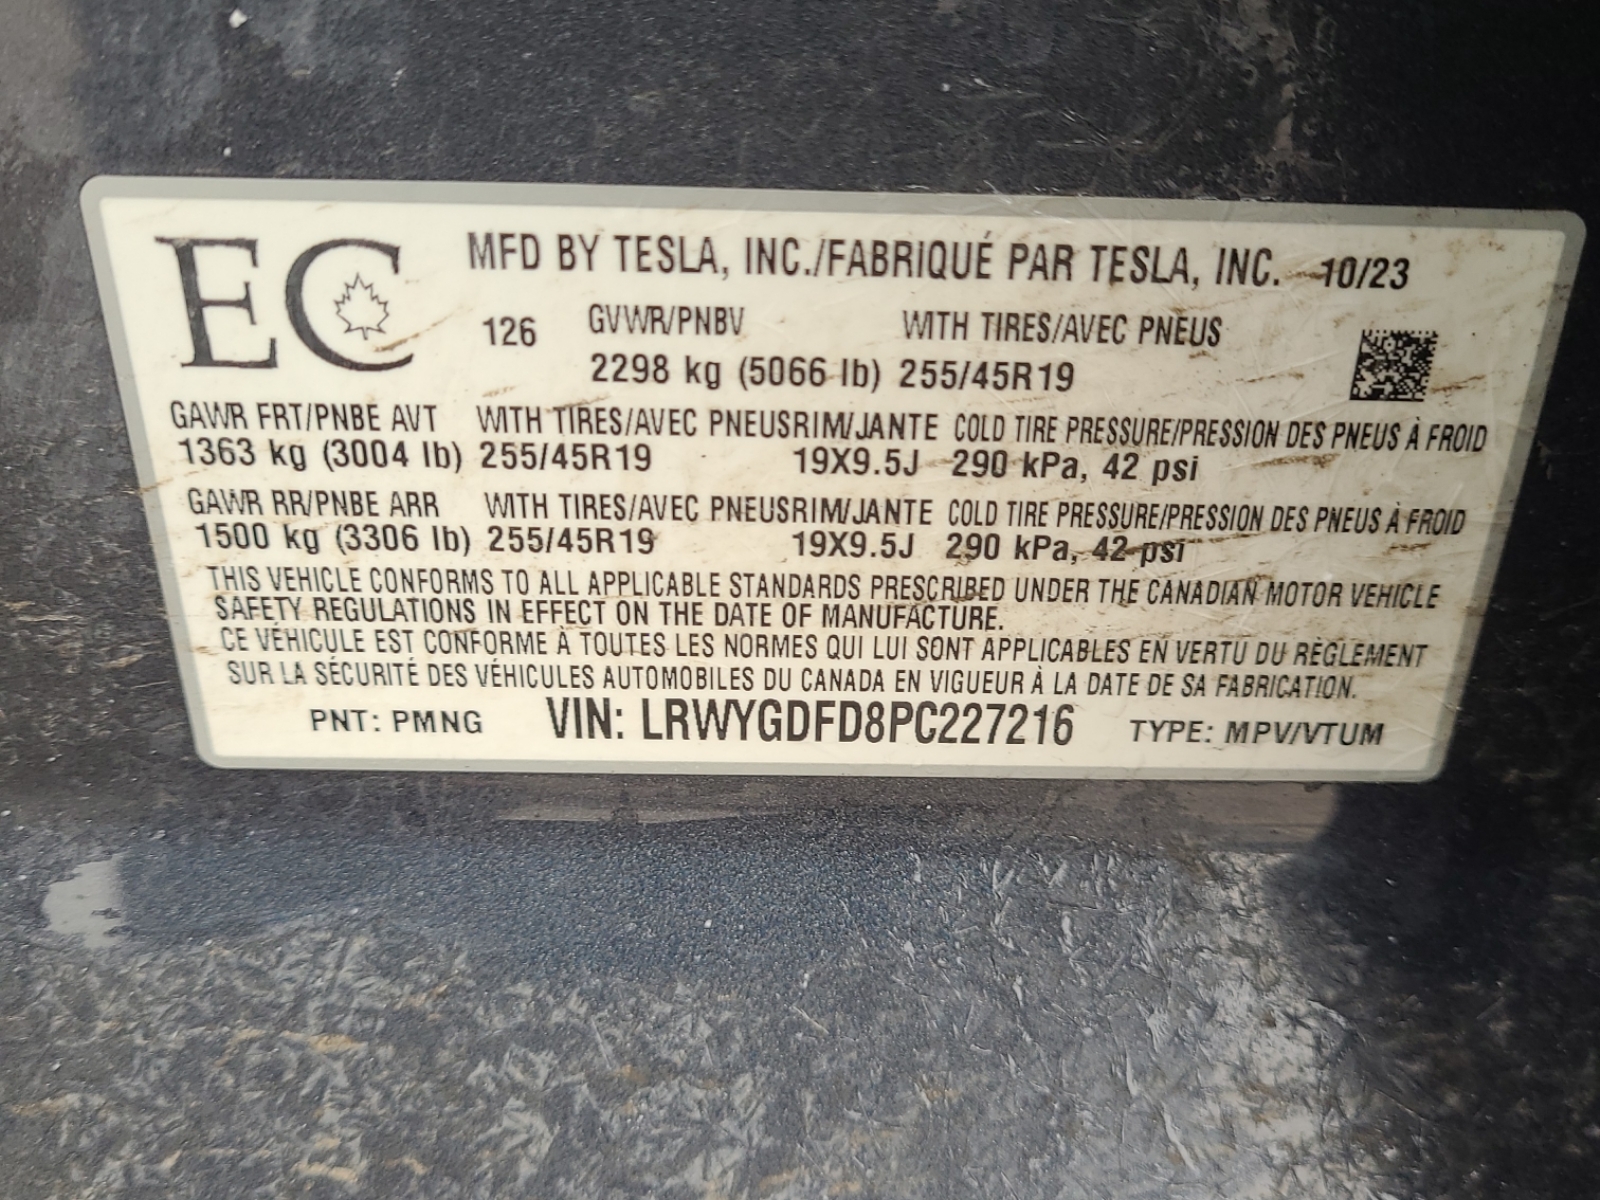 EC
MFD BY TESLA, INC./FABRIQUÉ PAR TESLA, INC. 10/23
126 GVWR/PNBV WITH TIRES/AVEC PNEUS
2298 kg (5066 lb) 255/45R19
GAWR FRT/PNBE AVT WITH TIRES/AVEC PNEUSRIM/JANTE COLD TIRE PRESSURE/PRESSION DES PNEUS À FROID
1363 kg (3004 lb) 255/45R19 19X9.5J 290 kPa, 42 psi
GAWR RR/PNBE ARR WITH TIRES/AVEC PNEUSRIM/JANTE COLD TIRE PRESSURE/PRESSION DES PNEUS À FROID
1500 kg (3306 lb) 255/45R19 19X9.5J 290 kPa, 42 psi
THIS VEHICLE CONFORMS TO ALL APPLICABLE STANDARDS PRESCRIBED UNDER THE CANADIAN MOTOR VEHICLE
SAFETY REGULATIONS IN EFFECT ON THE DATE OF MANUFACTURE.
CE VÉHICULE EST CONFORME À TOUTES LES NORMES QUI LUI SONT APPLICABLES EN VERTU DU RÈGLEMENT
SUR LA SÉCURITÉ DES VÉHICULES AUTOMOBILES DU CANADA EN VIGUEUR À LA DATE DE SA FABRICATION.
PNT: PMNG VIN: LRWYGDFD8PC227216 TYPE: MPV/VTUM